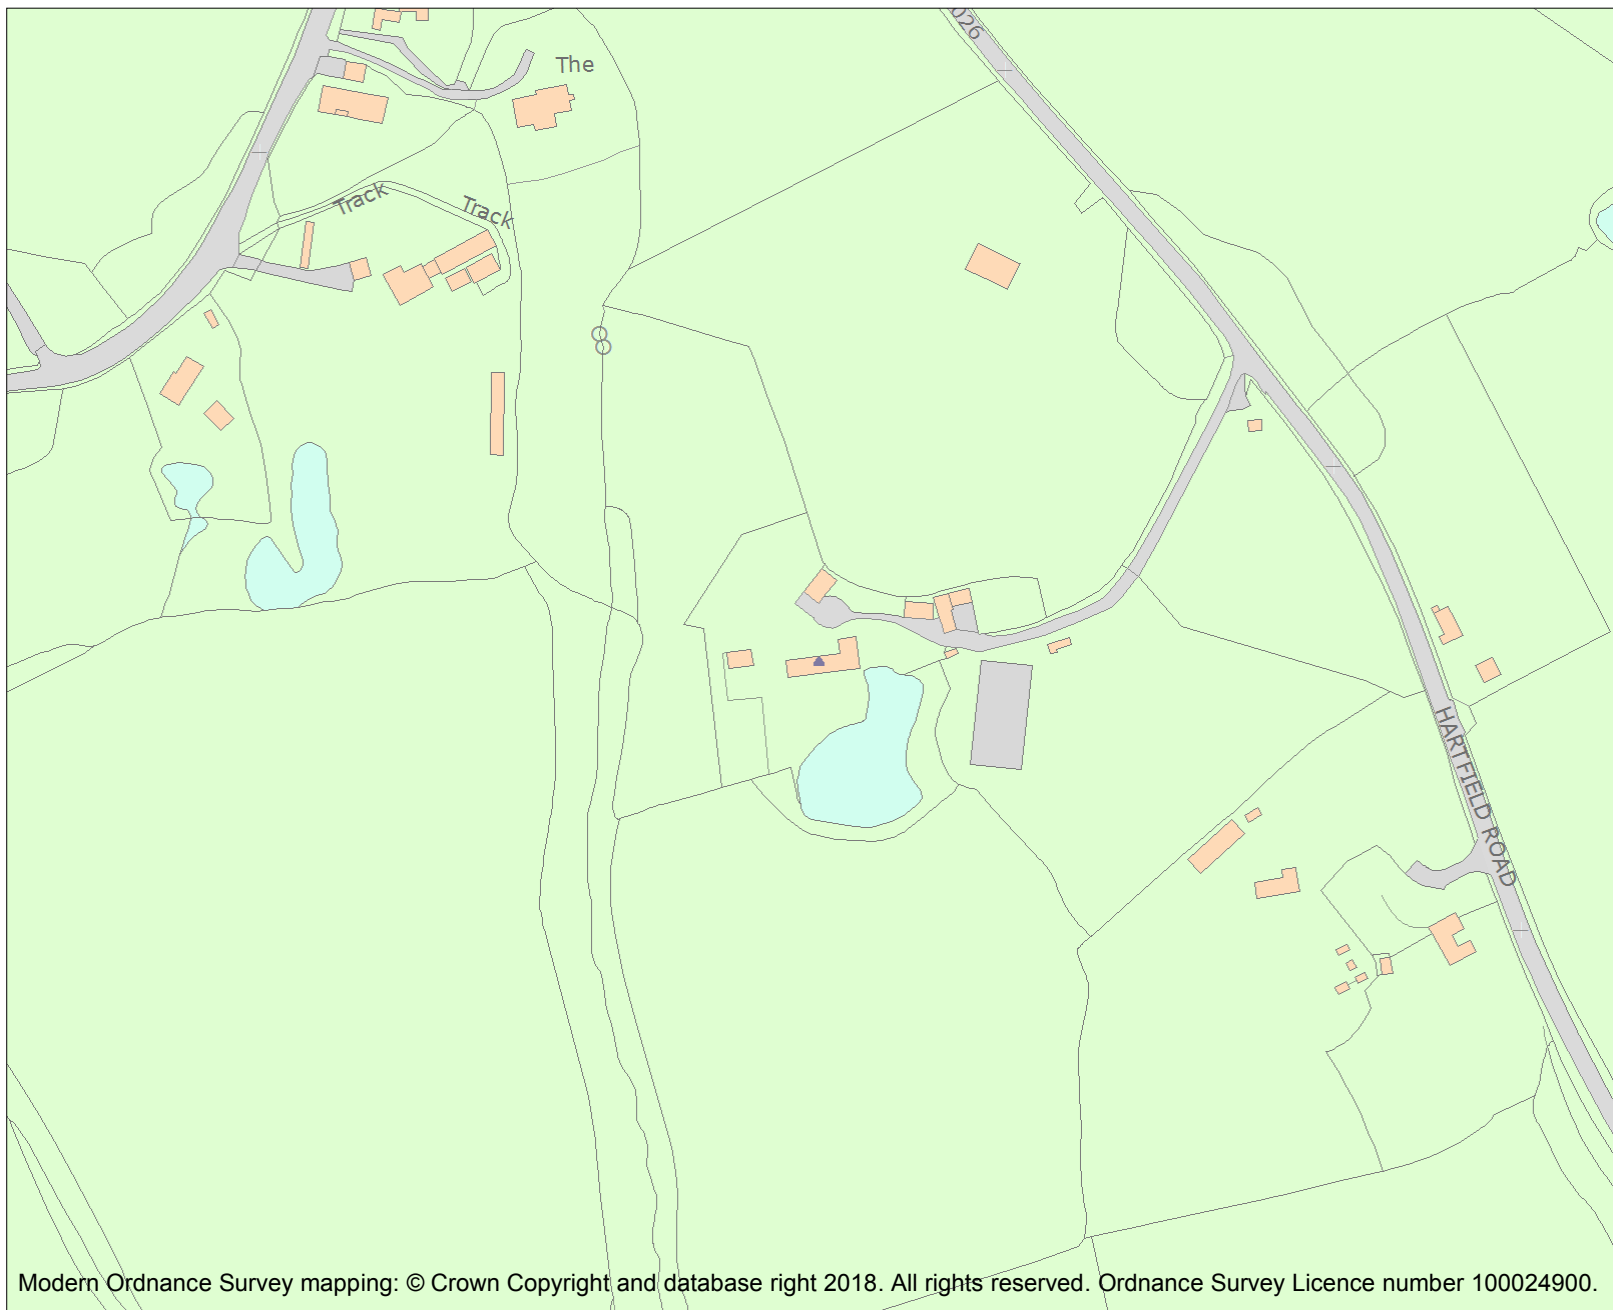 026
The
Track
Track
HARTFIELD ROAD
Modern Ordnance Survey mapping: © Crown Copyright and database right 2018. All rights reserved. Ordnance Survey Licence number 100024900.